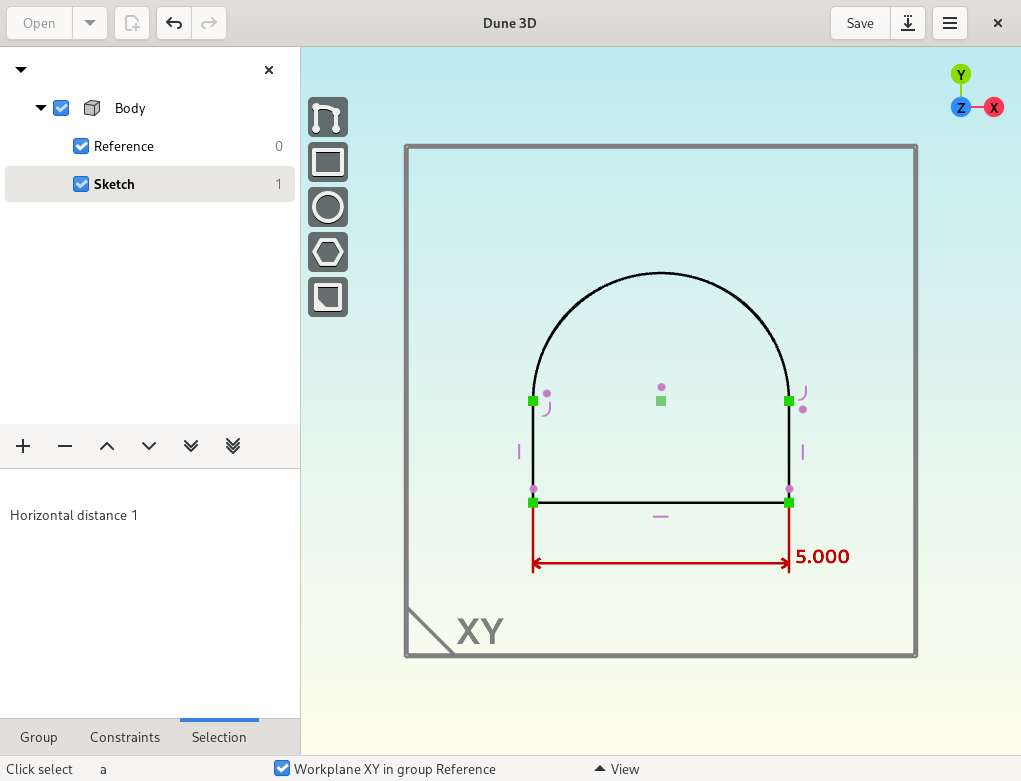 Open
Dune 3D
Save
Body
Reference 0
Sketch 1
Horizontal distance 1
Group Constraints Selection
Y
Z X
5.000
XY
Click select a Workplane XY in group Reference View